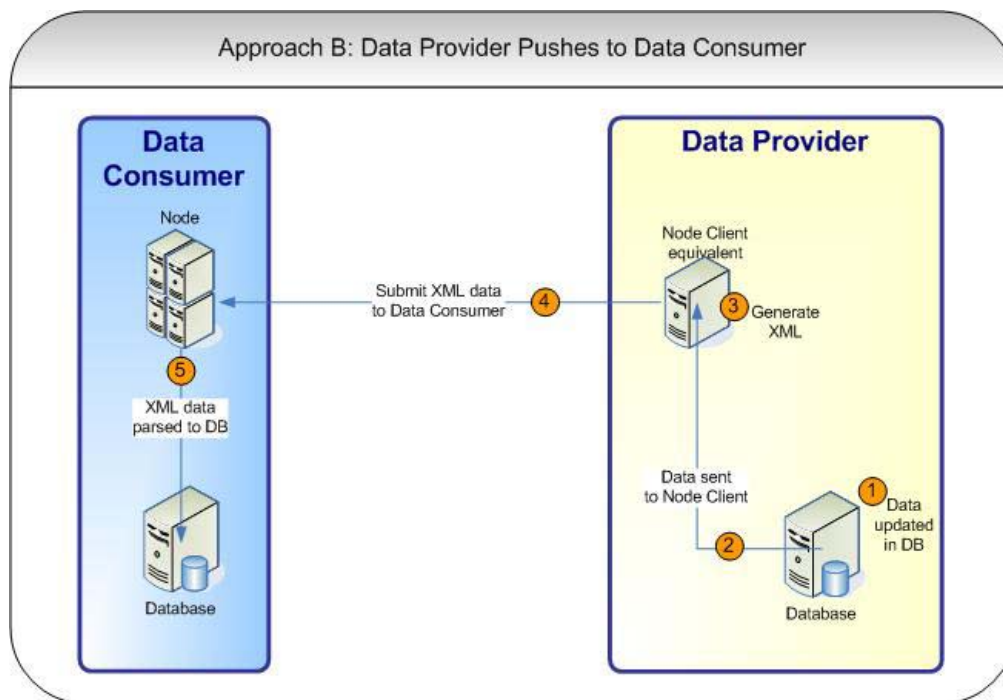 Approach B: Data Provider Pushes to Data Consumer
Data
Consumer
Node
5
XML data
parsed to DB
Database
Submit XML data
to Data Consumer
4
Data Provider
Node Client
equivalent
3
Generate
XML
Data sent
to Node Client
2
1
Data
updated
in DB
Database